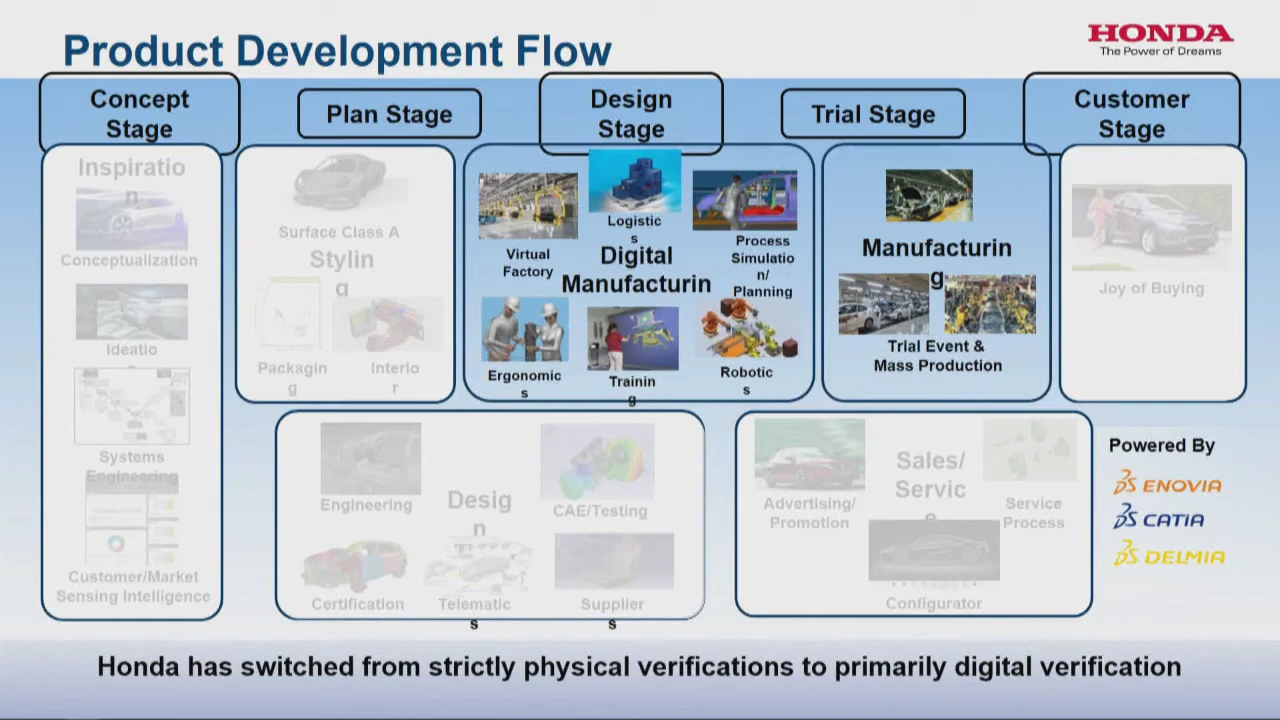 Product Development Flow
HONDA
The Power of Dreams
Concept
Stage
Plan Stage
Design
Stage
Trial Stage
Customer
Stage
Inspiratio
n
Conceptualization
Ideatio
Systems
Engineering
Customer/Market
Sensing Intelligence
Surface Class A
Stylin
g
Packagin
g
Interio
r
Logistic
s
Virtual
Factory
Process
Simulatio
n/
Planning
Digital
Manufacturin
Ergonomic
s
Trainin
g
Robotic
s
Manufacturin
g
Trial Event &
Mass Production
Joy of Buying
Engineering
Desig
n
CAE/Testing
Certification
Telematic
s
Supplier
s
Advertising/
Promotion
Sales/
Servic
e
Service
Process
Configurator
Powered By
ENOVIA
CATIA
DELMIA
Honda has switched from strictly physical verifications to primarily digital verification